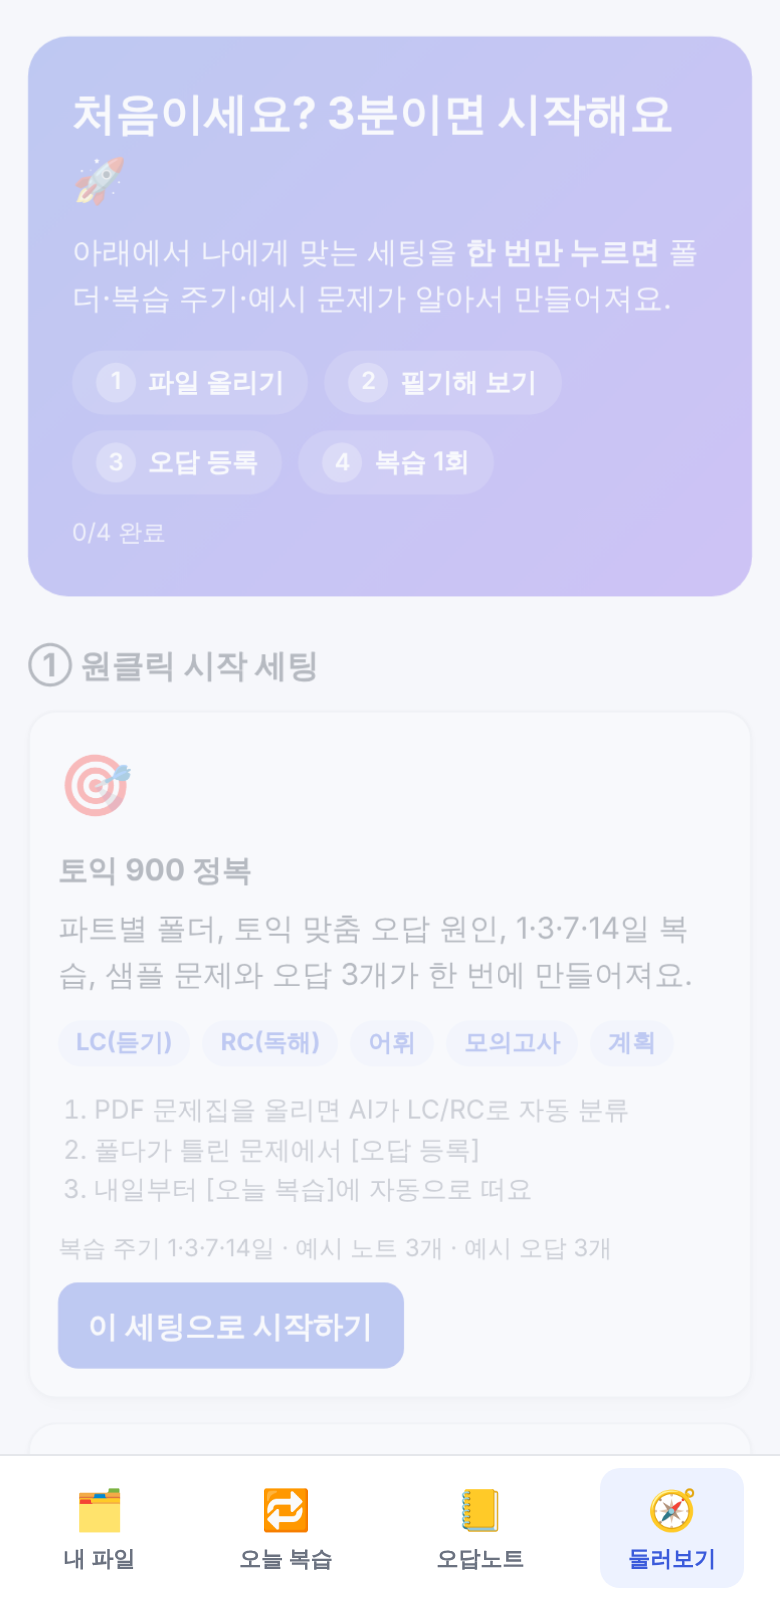 처음이세요? 3분이면 시작해요
🚀
아래에서 나에게 맞는 세팅을 한 번만 누르면 폴
더·복습 주기·예시 문제가 알아서 만들어져요.
1 파일 올리기 2 필기해 보기
3 오답 등록 4 복습 1회
0/4 완료
① 원클릭 시작 세팅
🎯
토익 900 정복
파트별 폴더, 토익 맞춤 오답 원인, 1·3·7·14일 복
습, 샘플 문제와 오답 3개가 한 번에 만들어져요.
LC(듣기) RC(독해) 어휘 모의고사 계획
1. PDF 문제집을 올리면 AI가 LC/RC로 자동 분류
2. 풀다가 틀린 문제에서 [오답 등록]
3. 내일부터 [오늘 복습]에 자동으로 떠요
복습 주기 1·3·7·14일 · 예시 노트 3개 · 예시 오답 3개
이 세팅으로 시작하기
내 파일 오늘 복습 오답노트 둘러보기